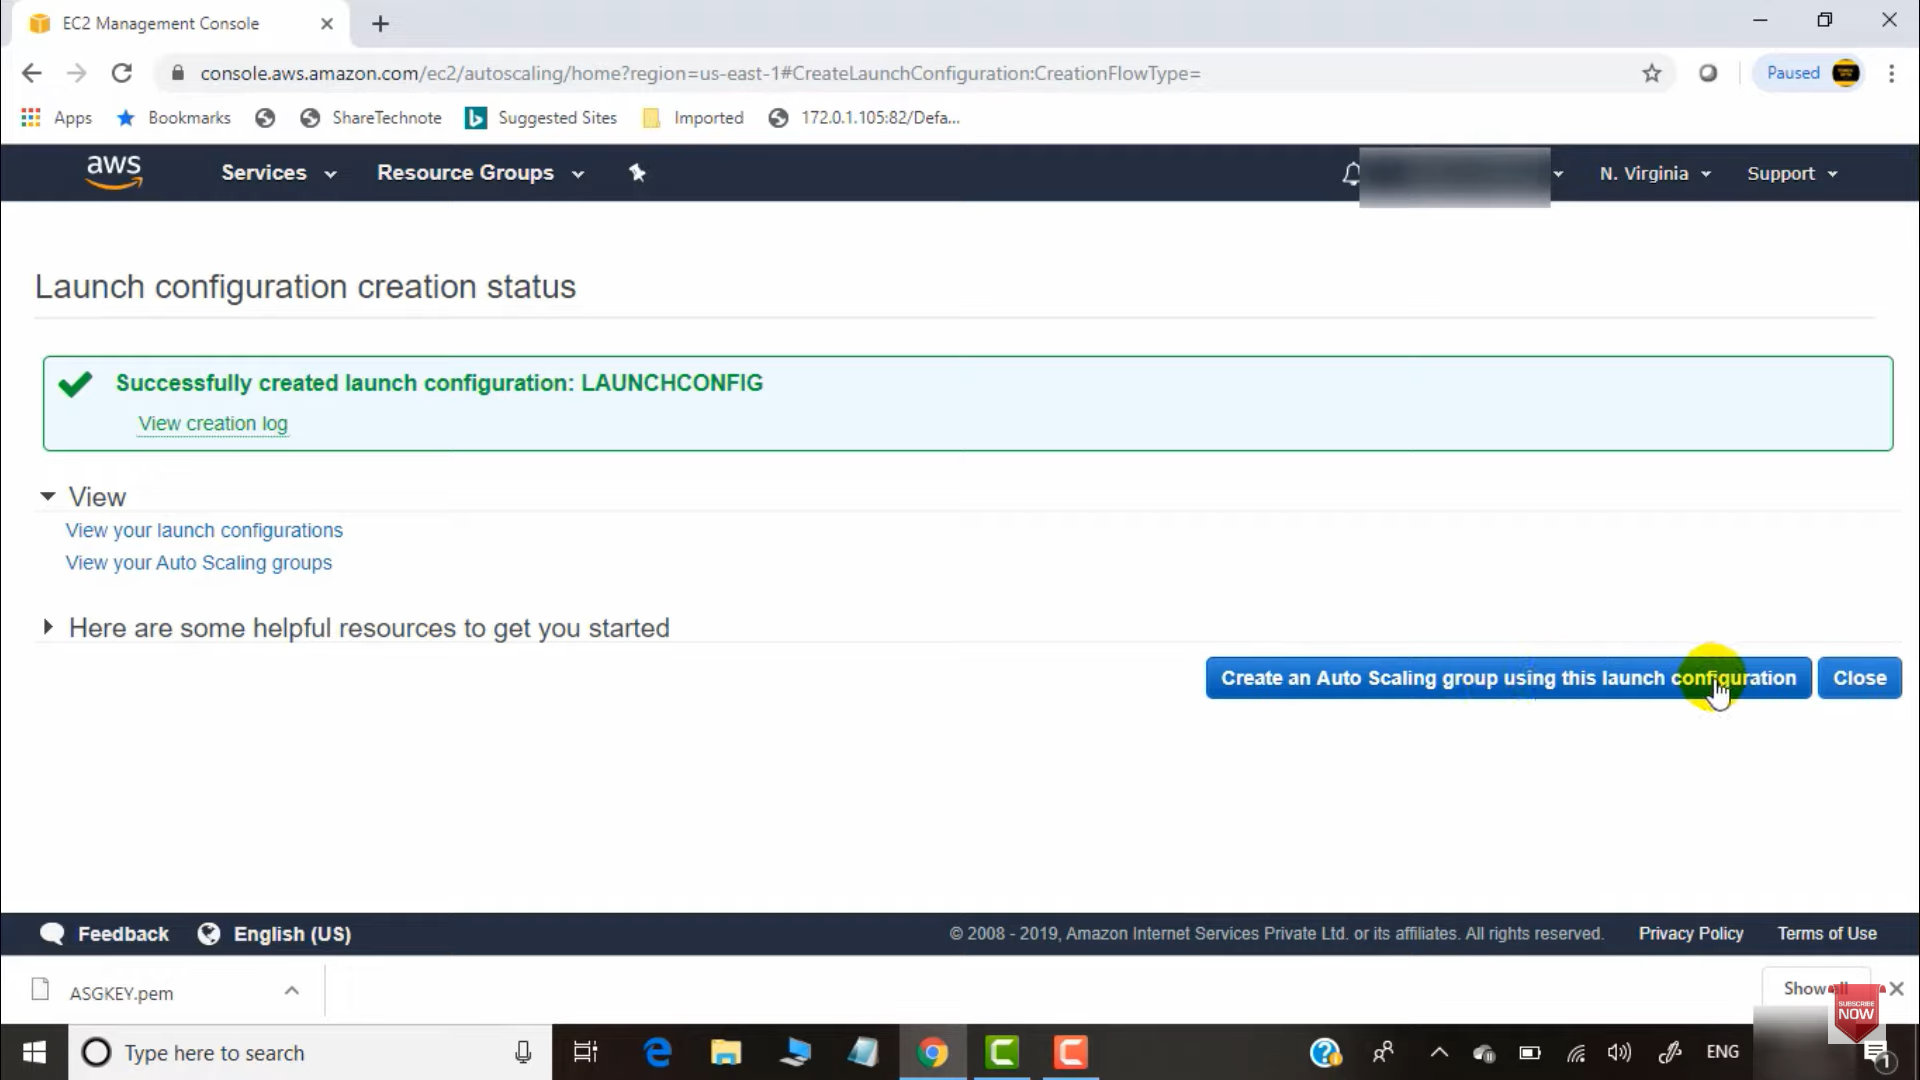 EC2 Management Console
console.aws.amazon.com/ec2/autoscaling/home?region=us-east-1#CreateLaunchConfiguration:CreationFlowType=
Paused
Apps
Bookmarks
ShareTechnote
Suggested Sites
Imported
172.0.1.105:82/Defa...
aws
Services
Resource Groups
N. Virginia
Support
Launch configuration creation status
Successfully created launch configuration: LAUNCHCONFIG
View creation log
View
View your launch configurations
View your Auto Scaling groups
Here are some helpful resources to get you started
Create an Auto Scaling group using this launch configuration
Close
Feedback
English (US)
© 2008 - 2019, Amazon Internet Services Private Ltd. or its affiliates. All rights reserved.
Privacy Policy
Terms of Use
ASGKEY.pem
Show all
SUBSCRIBE
NOW
Type here to search
ENG
1